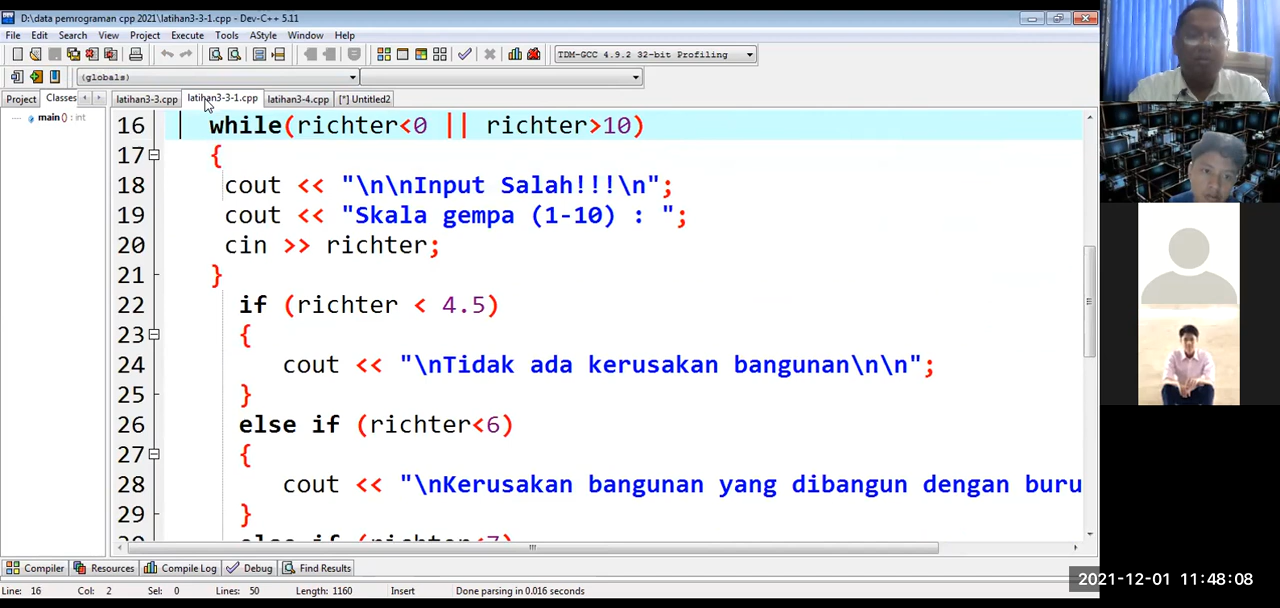 D:\data pemrograman cpp 2021\latihan3-3-1.cpp - Dev-C++ 5.11
File Edit Search View Project Execute Tools AStyle Window Help
TDM-GCC 4.9.2 32-bit Profiling
(globals)
Project Classes latihan3-3.cpp latihan3-3-1.cpp latihan3-4.cpp [*] Untitled2
main () : int
16 while(richter<0 || richter>10)
17 {
18 cout << "\n\nInput Salah!!!\n";
19 cout << "Skala gempa (1-10) : ";
20 cin >> richter;
21 }
22 if (richter < 4.5)
23 {
24 cout << "\nTidak ada kerusakan bangunan\n\n";
25 }
26 else if (richter<6)
27 {
28 cout << "\nKerusakan bangunan yang dibangun dengan buru
29 }
else if (richter<7)
Compiler Resources Compile Log Debug Find Results
2021-12-01 11:48:08
Line: 16 Col: 2 Sel: 0 Lines: 50 Length: 1160 Insert Done parsing in 0.016 seconds